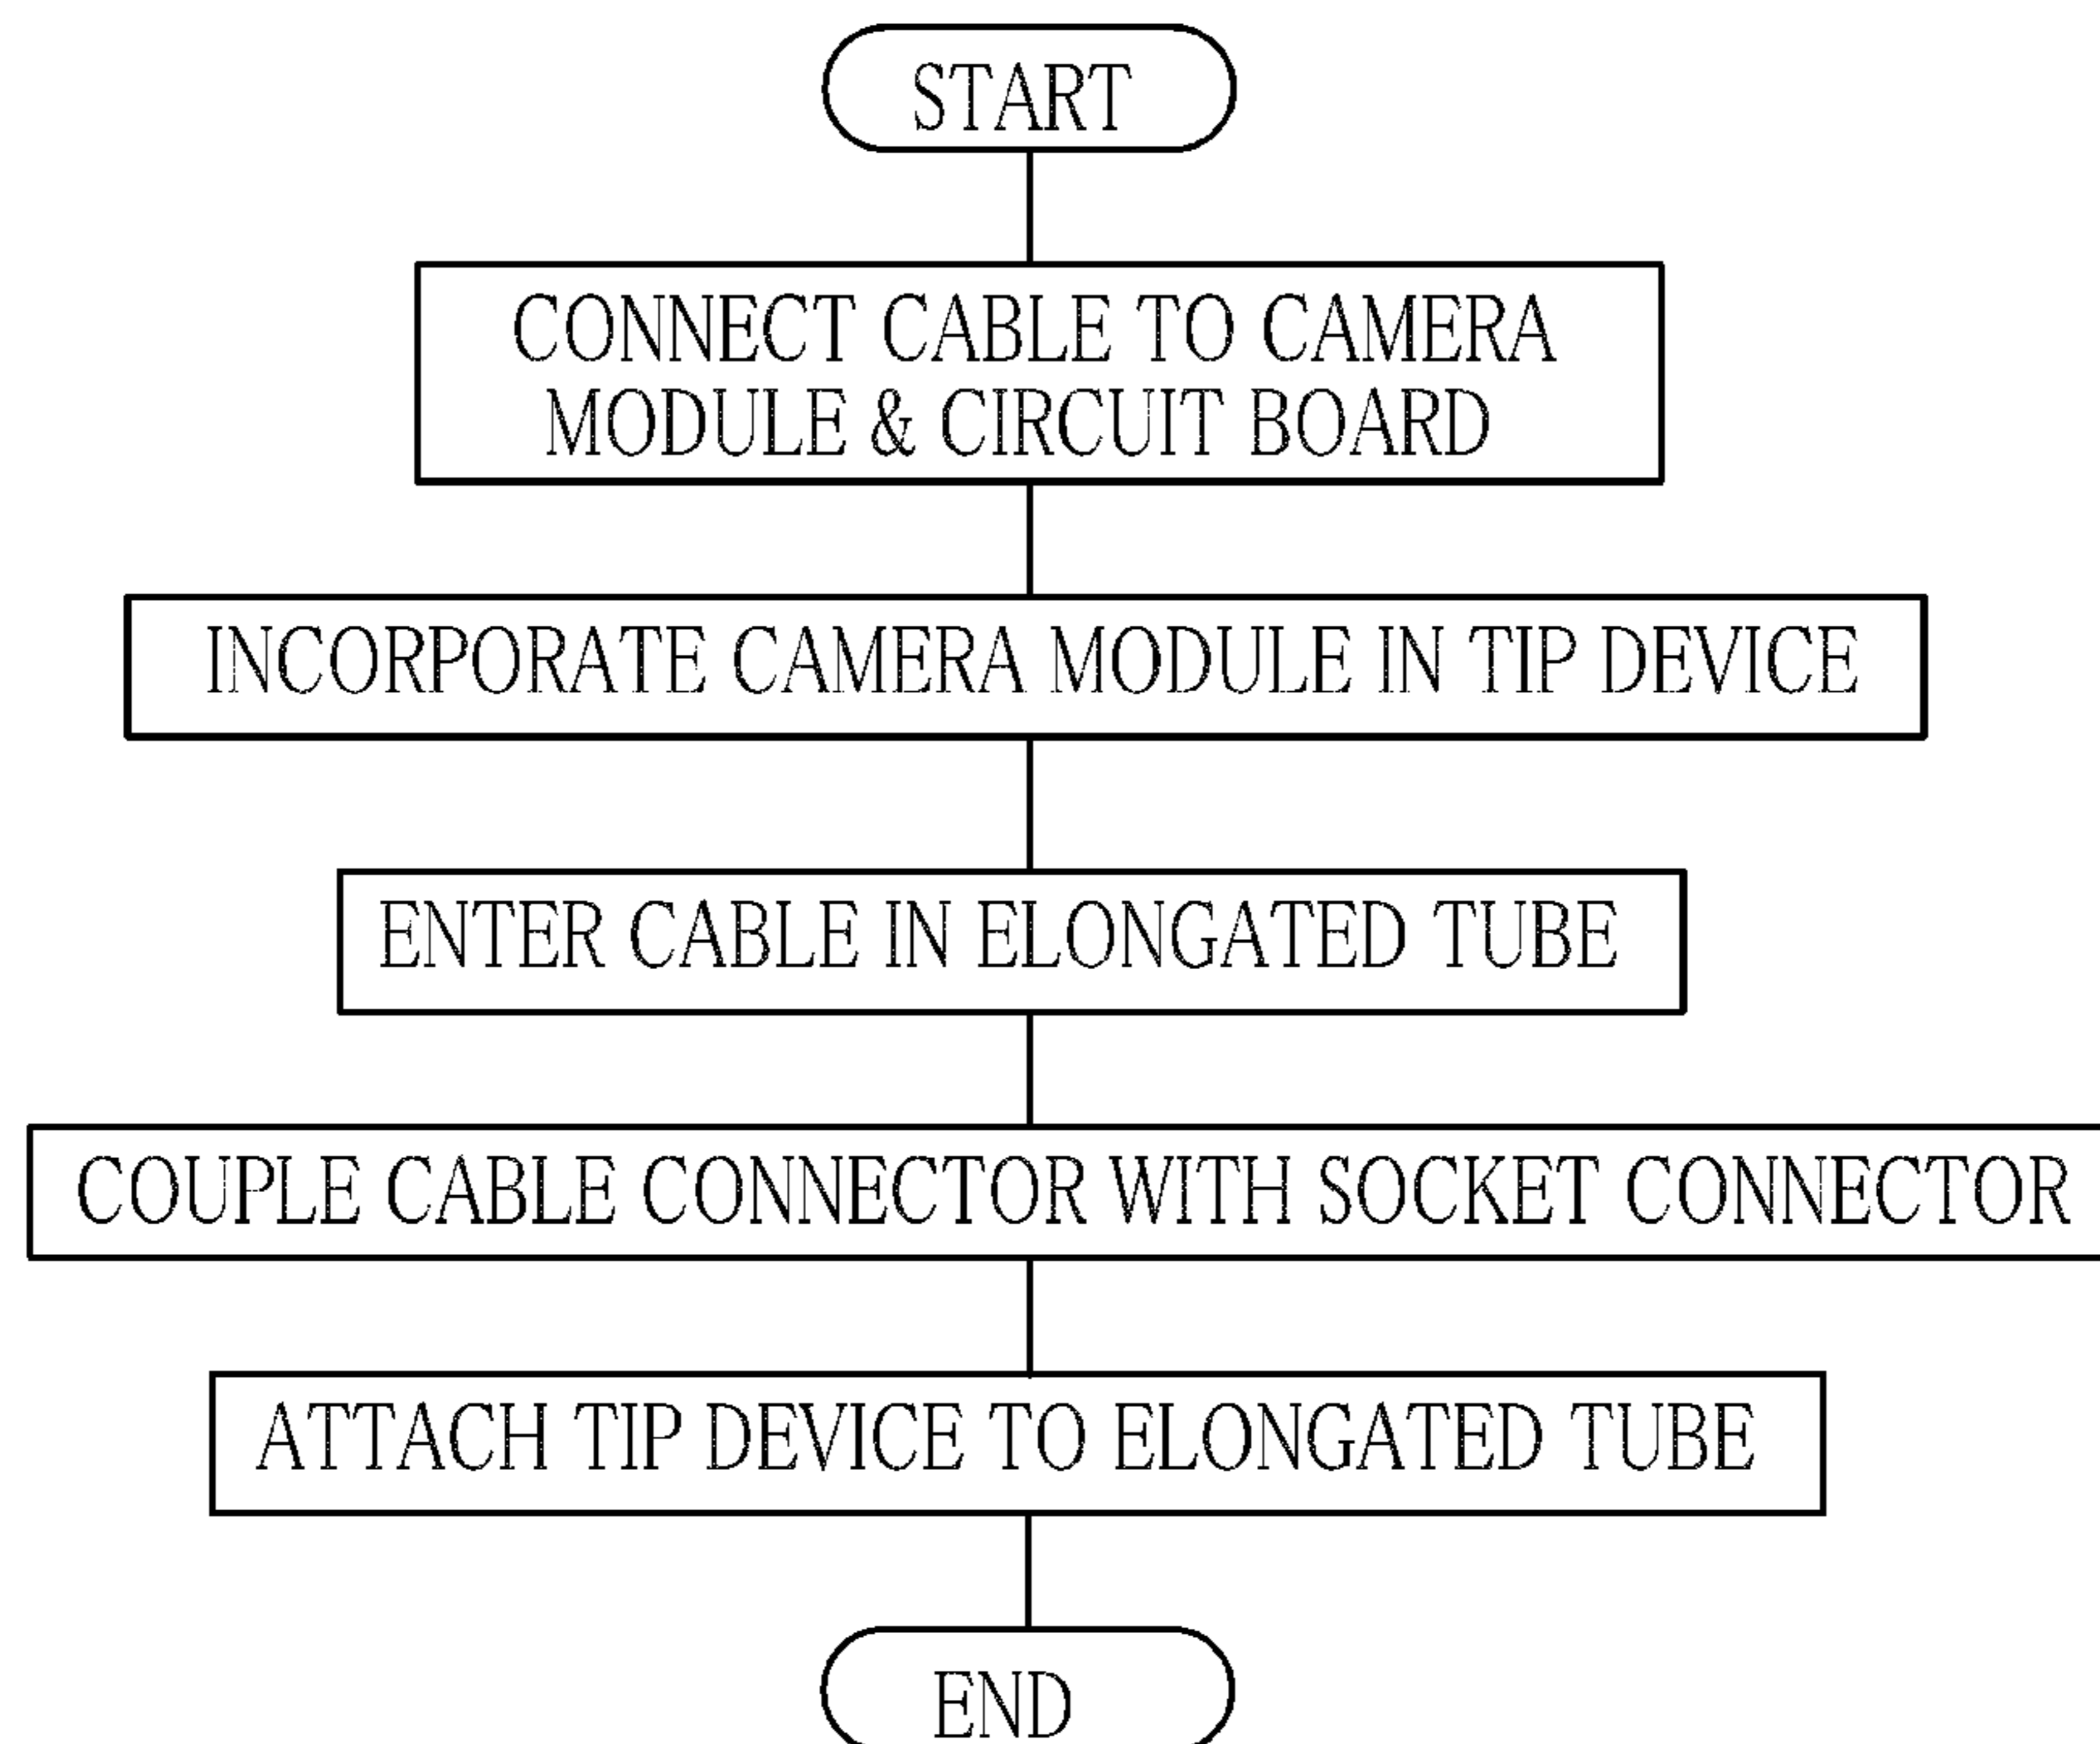 START
CONNECT CABLE TO CAMERA
MODULE & CIRCUIT BOARD
INCORPORATE CAMERA MODULE IN TIP DEVICE
ENTER CABLE IN ELONGATED TUBE
COUPLE CABLE CONNECTOR WITH SOCKET CONNECTOR
ATTACH TIP DEVICE TO ELONGATED TUBE
END